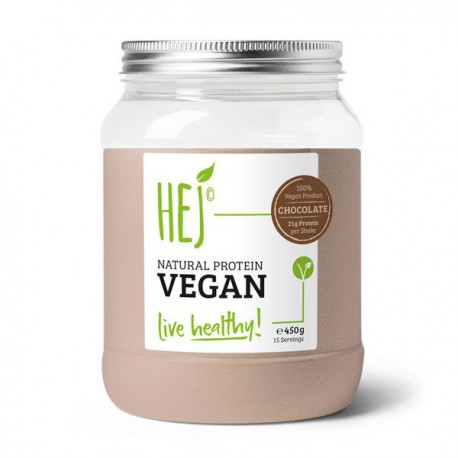 HEJ©
100%
Vegan Product
CHOCOLATE
21g Protein
per Shake
NATURAL PROTEIN
VEGAN
live healthy!
℮450g
15 Servings